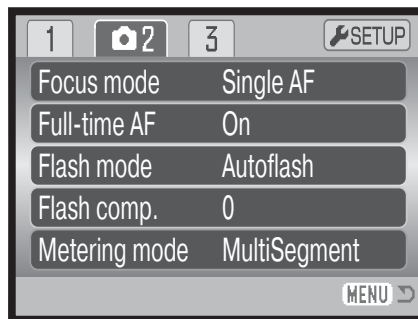 1 2 3 SETUP
Focus mode Single AF
Full-time AF On
Flash mode Autoflash
Flash comp. 0
Metering mode MultiSegment
MENU